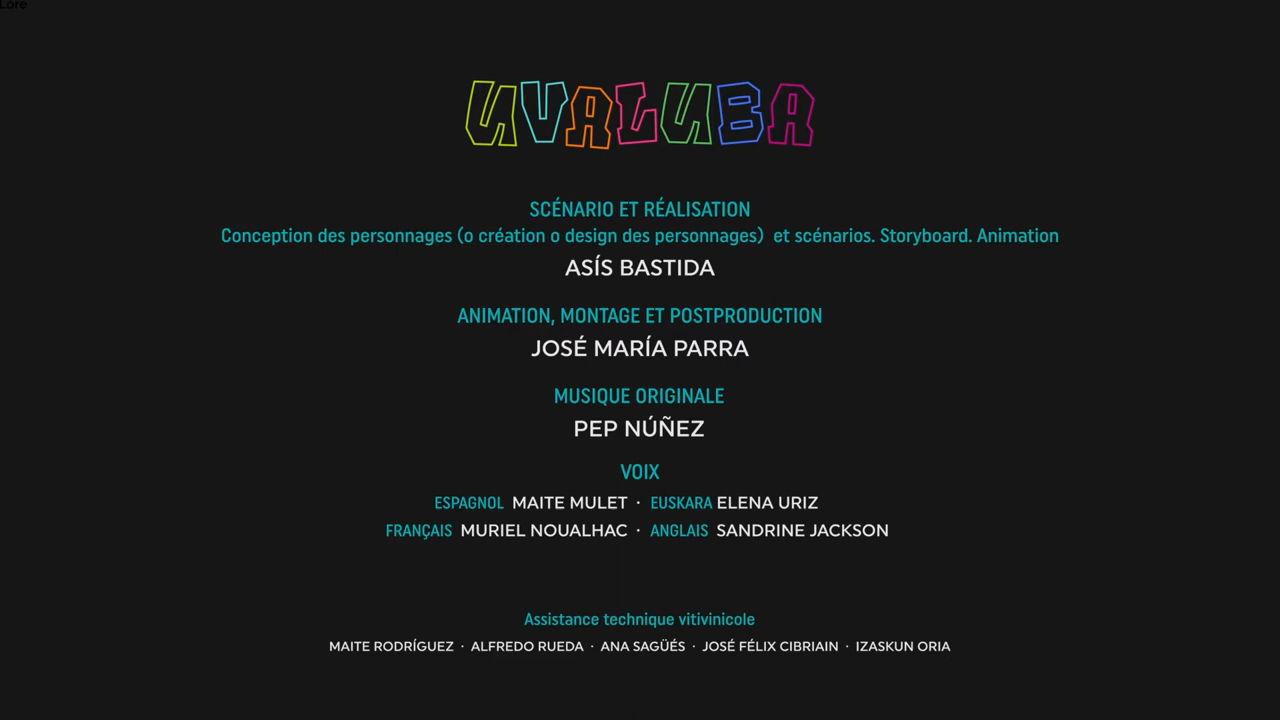 Lore
UVALUBA
SCÉNARIO ET RÉALISATION
Conception des personnages (o création o design des personnages) et scénarios. Storyboard. Animation
ASÍS BASTIDA
ANIMATION, MONTAGE ET POSTPRODUCTION
JOSÉ MARÍA PARRA
MUSIQUE ORIGINALE
PEP NÚÑEZ
VOIX
ESPAGNOL MAITE MULET · EUSKARA ELENA URIZ
FRANÇAIS MURIEL NOUALHAC · ANGLAIS SANDRINE JACKSON
Assistance technique vitivinicole
MAITE RODRÍGUEZ · ALFREDO RUEDA · ANA SAGÜÉS · JOSÉ FÉLIX CIBRIAIN · IZASKUN ORIA